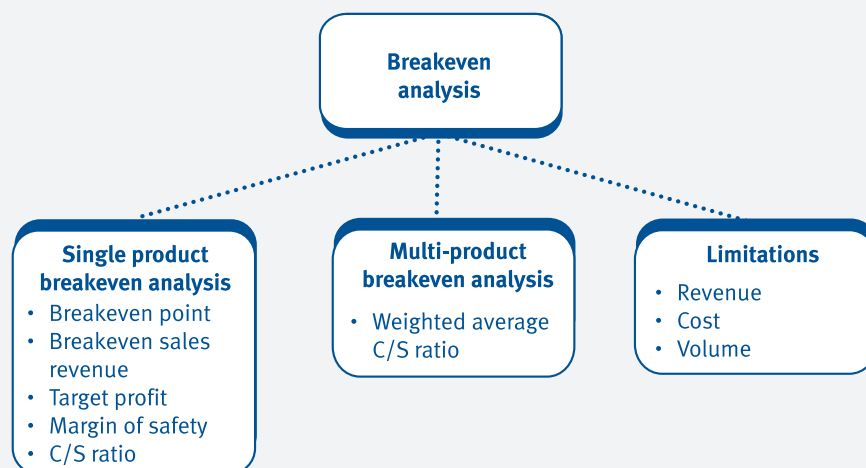 Breakeven
analysis
Single product
breakeven analysis
• Breakeven point
• Breakeven sales
revenue
• Target profit
• Margin of safety
• C/S ratio
Multi-product
breakeven analysis
• Weighted average
C/S ratio
Limitations
• Revenue
• Cost
• Volume